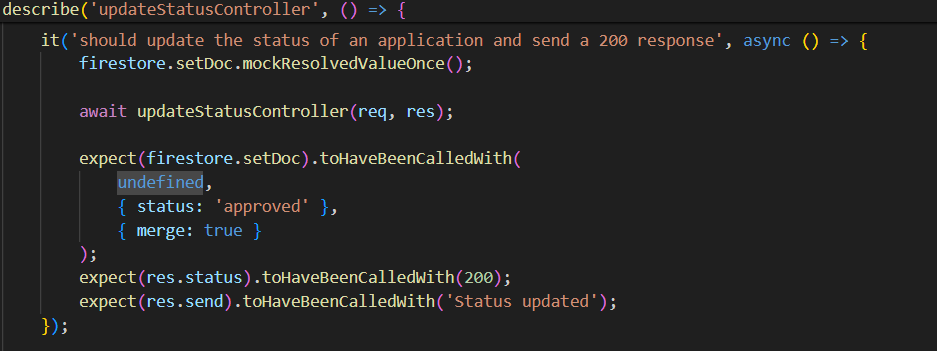 describe('updateStatusController', () => {
it('should update the status of an application and send a 200 response', async () => {
firestore.setDoc.mockResolvedValueOnce();
await updateStatusController(req, res);
expect(firestore.setDoc).toHaveBeenCalledWith(
undefined,
{ status: 'approved' },
{ merge: true }
);
expect(res.status).toHaveBeenCalledWith(200);
expect(res.send).toHaveBeenCalledWith('Status updated');
});